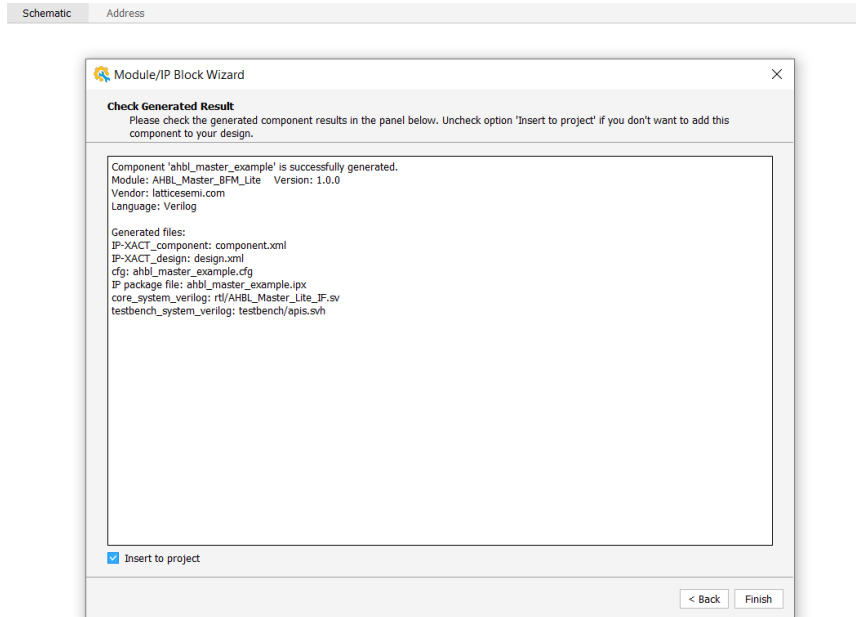 Schematic Address
Module/IP Block Wizard
Check Generated Result
Please check the generated component results in the panel below. Uncheck option 'Insert to project' if you don't want to add this
component to your design.
Component 'ahbl_master_example' is successfully generated.
Module: AHBL_Master_BFM_Lite Version: 1.0.0
Vendor: latticesemi.com
Language: Verilog
Generated files:
IP-XACT_component: component.xml
IP-XACT_design: design.xml
cfg: ahbl_master_example.cfg
IP package file: ahbl_master_example.ipx
core_system_verilog: rtl/AHBL_Master_Lite_IF.sv
testbench_system_verilog: testbench/apis.svh
Insert to project
< Back Finish